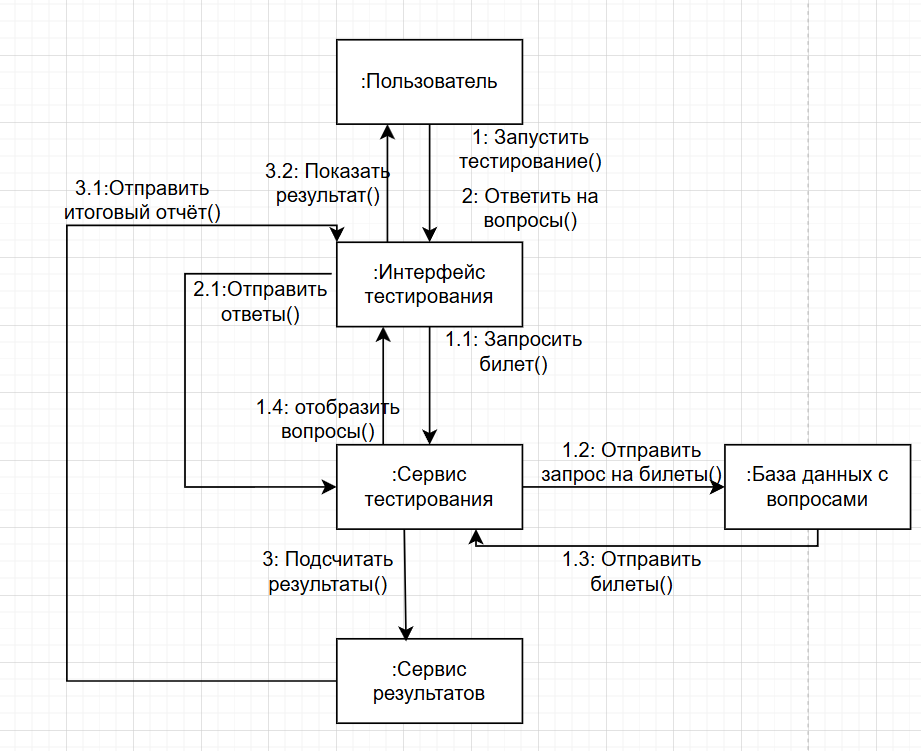 :Пользователь
1: Запустить
тестирование()
3.2: Показать
результат()
2: Ответить на
вопросы()
3.1:Отправить
итоговый отчёт()
:Интерфейс
тестирования
2.1:Отправить
ответы()
1.1: Запросить
билет()
1.4: отобразить
вопросы()
1.2: Отправить
запрос на билеты()
:Сервис
тестирования
:База данных с
вопросами
3: Подсчитать
результаты()
1.3: Отправить
билеты()
:Сервис
результатов